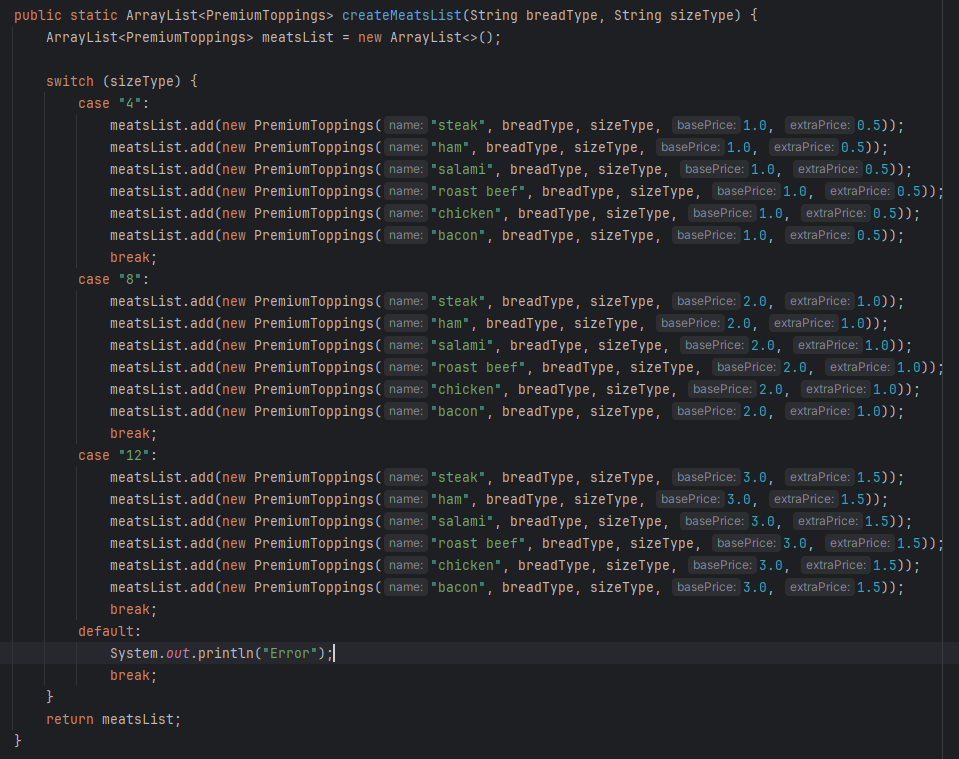 public static ArrayList<PremiumToppings> createMeatsList(String breadType, String sizeType) {
    ArrayList<PremiumToppings> meatsList = new ArrayList<>();
    switch (sizeType) {
        case "4":
            meatsList.add(new PremiumToppings( name: "steak", breadType, sizeType, basePrice: 1.0, extraPrice: 0.5));
            meatsList.add(new PremiumToppings( name: "ham", breadType, sizeType, basePrice: 1.0, extraPrice: 0.5));
            meatsList.add(new PremiumToppings( name: "salami", breadType, sizeType, basePrice: 1.0, extraPrice: 0.5));
            meatsList.add(new PremiumToppings( name: "roast beef", breadType, sizeType, basePrice: 1.0, extraPrice: 0.5));
            meatsList.add(new PremiumToppings( name: "chicken", breadType, sizeType, basePrice: 1.0, extraPrice: 0.5));
            meatsList.add(new PremiumToppings( name: "bacon", breadType, sizeType, basePrice: 1.0, extraPrice: 0.5));
            break;
        case "8":
            meatsList.add(new PremiumToppings( name: "steak", breadType, sizeType, basePrice: 2.0, extraPrice: 1.0));
            meatsList.add(new PremiumToppings( name: "ham", breadType, sizeType, basePrice: 2.0, extraPrice: 1.0));
            meatsList.add(new PremiumToppings( name: "salami", breadType, sizeType, basePrice: 2.0, extraPrice: 1.0));
            meatsList.add(new PremiumToppings( name: "roast beef", breadType, sizeType, basePrice: 2.0, extraPrice: 1.0));
            meatsList.add(new PremiumToppings( name: "chicken", breadType, sizeType, basePrice: 2.0, extraPrice: 1.0));
            meatsList.add(new PremiumToppings( name: "bacon", breadType, sizeType, basePrice: 2.0, extraPrice: 1.0));
            break;
        case "12":
            meatsList.add(new PremiumToppings( name: "steak", breadType, sizeType, basePrice: 3.0, extraPrice: 1.5));
            meatsList.add(new PremiumToppings( name: "ham", breadType, sizeType, basePrice: 3.0, extraPrice: 1.5));
            meatsList.add(new PremiumToppings( name: "salami", breadType, sizeType, basePrice: 3.0, extraPrice: 1.5));
            meatsList.add(new PremiumToppings( name: "roast beef", breadType, sizeType, basePrice: 3.0, extraPrice: 1.5));
            meatsList.add(new PremiumToppings( name: "chicken", breadType, sizeType, basePrice: 3.0, extraPrice: 1.5));
            meatsList.add(new PremiumToppings( name: "bacon", breadType, sizeType, basePrice: 3.0, extraPrice: 1.5));
            break;
        default:
            System.out.println("Error");
            break;
    }
    return meatsList;
}